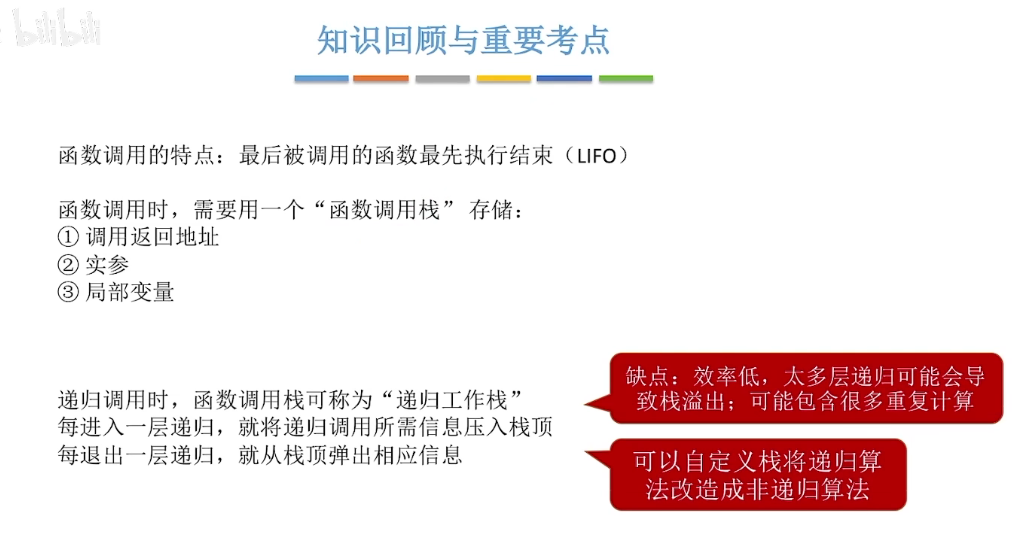 bilibili
知识回顾与重要考点
函数调用的特点：最后被调用的函数最先执行结束（LIFO）
函数调用时，需要用一个“函数调用栈” 存储：
① 调用返回地址
② 实参
③ 局部变量
递归调用时，函数调用栈可称为“递归工作栈”
每进入一层递归，就将递归调用所需信息压入栈顶
每退出一层递归，就从栈顶弹出相应信息
缺点：效率低，太多层递归可能会导
致栈溢出；可能包含很多重复计算
可以自定义栈将递归算
法改造成非递归算法